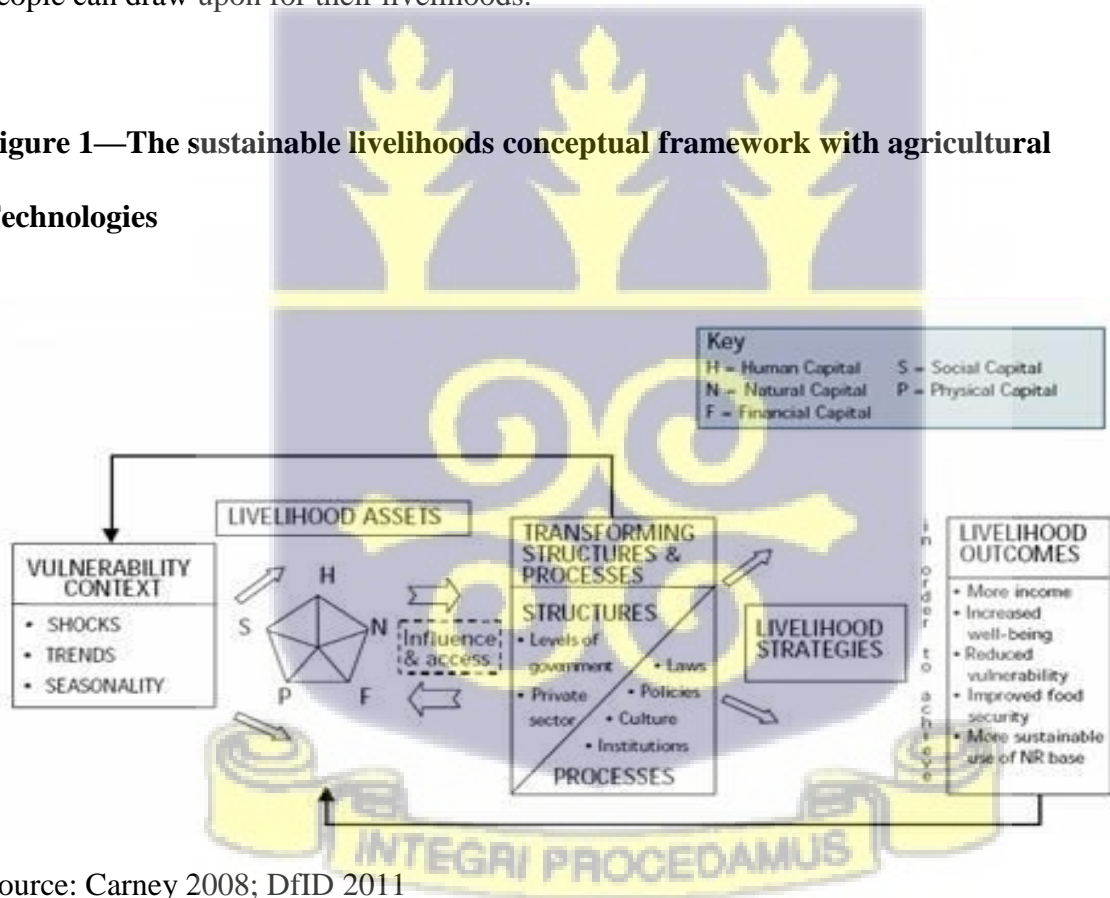 people can draw upon for their livelihoods.
igure 1—The sustainable livelihoods conceptual framework with agricultural
echnologies
Key
H – Human Capital S – Social Capital
N – Natural Capital P – Physical Capital
F – Financial Capital
LIVELIHOOD ASSETS
VULNERABILITY
CONTEXT
• SHOCKS
• TRENDS
• SEASONALITY
H
S
N
P
F
Influence
& access
TRANSFORMING
STRUCTURES &
PROCESSES
STRUCTURES
• Levels of
government
• Private
sector
• Laws
• Policies
• Culture
• Institutions
PROCESSES
LIVELIHOOD
STRATEGIES
in order to achieve
LIVELIHOOD
OUTCOMES
• More income
• Increased
well-being
• Reduced
vulnerability
• Improved food
security
• More sustainable
use of NR base
INTEGRI PROCEDAMUS
ource: Carney 2008; DfID 2011